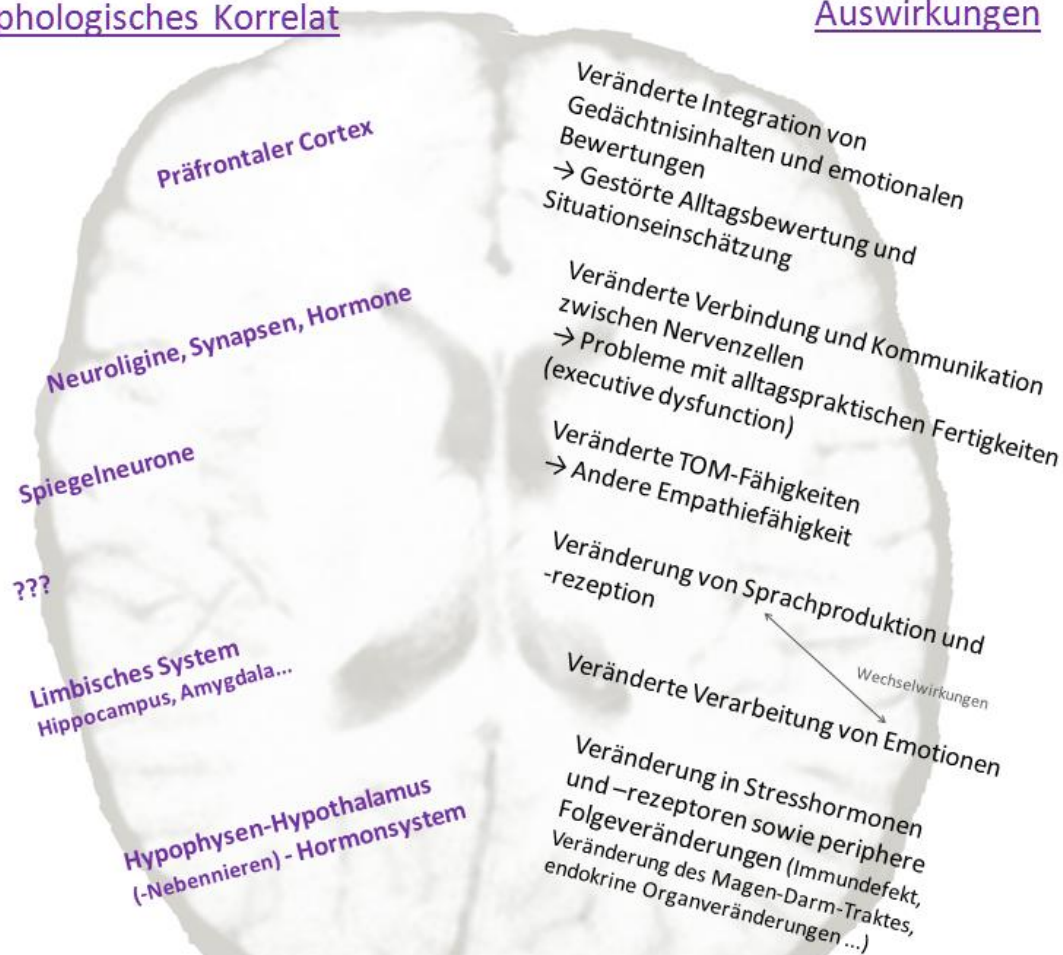 phologisches Korrelat
Auswirkungen
Präfrontaler Cortex
Veränderte Integration von
Gedächtnisinhalten und emotionalen
Bewertungen
→ Gestörte Alltagsbewertung und
Situationseinschätzung
Neuroligine, Synapsen, Hormone
Veränderte Verbindung und Kommunikation
zwischen Nervenzellen
→ Probleme mit alltagspraktischen Fertigkeiten
(executive dysfunction)
Spiegelneurone
Veränderte TOM-Fähigkeiten
→ Andere Empathiefähigkeit
???
Veränderung von Sprachproduktion und
-rezeption
Wechselwirkungen
Limbisches System
Hippocampus, Amygdala...
Veränderte Verarbeitung von Emotionen
Hypophysen-Hypothalamus
(-Nebennieren) - Hormonsystem
Veränderung in Stresshormonen
und –rezeptoren sowie periphere
Folgeveränderungen (Immundefekt,
Veränderung des Magen-Darm-Traktes,
endokrine Organveränderungen ...)